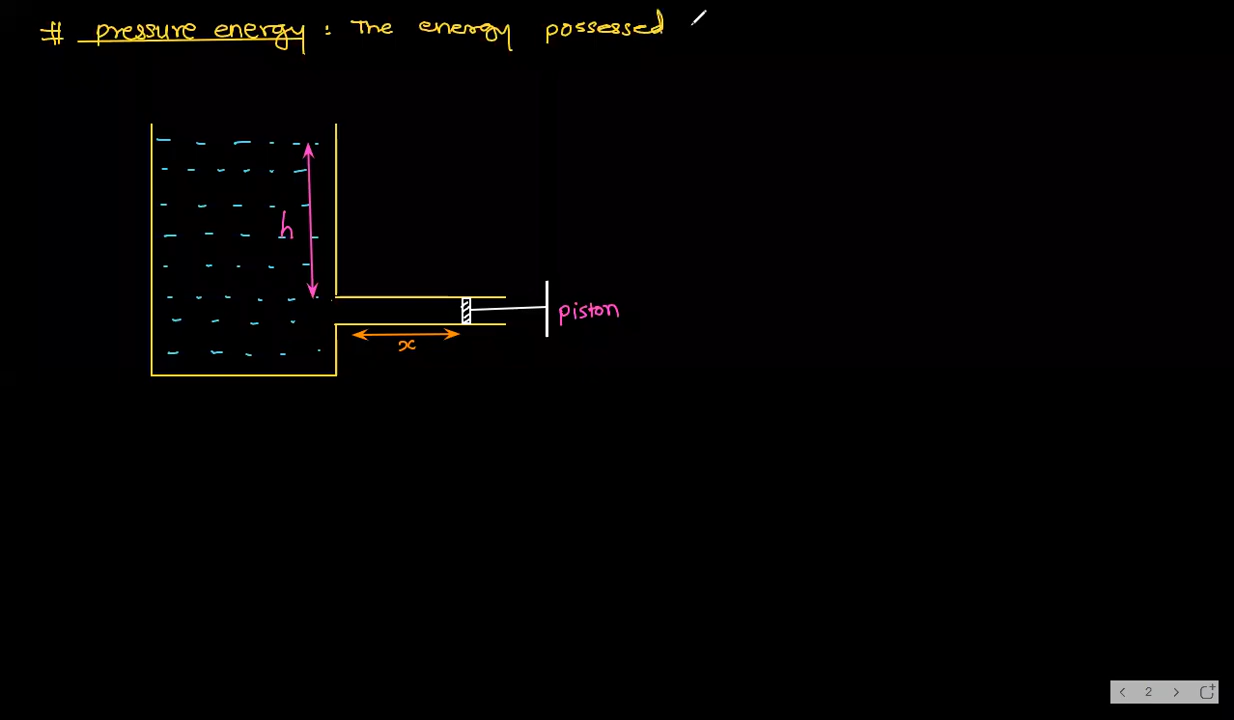 # pressure energy : The energy possessed
h
piston
x
2